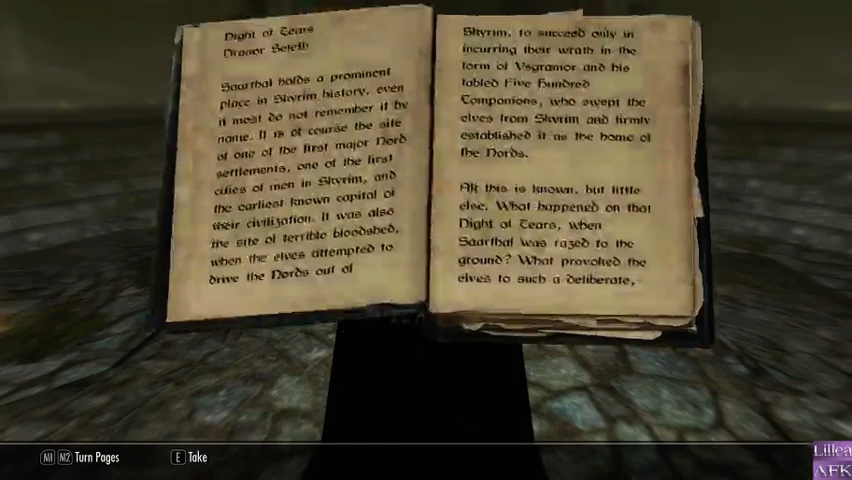 Night of Tears
Dranor Seleth
Saarthal holds a prominent
place in Skyrim history, even
if most do not remember it by
name. It is of course the site
of one of the first major Nord
settlements, one of the first
cities of men in Skyrim, and
the earliest known capital of
their civilization. It was also
the site of terrible bloodshed,
when the elves attempted to
drive the Nords out of
Skyrim, to succeed only in
incurring their wrath in the
form of Ysgramor and his
fabled Five Hundred
Companions, who swept the
elves from Skyrim and firmly
established it as the home of
the Nords.
All this is known, but little
else. What happened on that
Night of Tears, when
Saarthal was razed to the
ground? What provoked the
elves to such a deliberate,
M1 M2 Turn Pages
E Take
Lillea
AFK